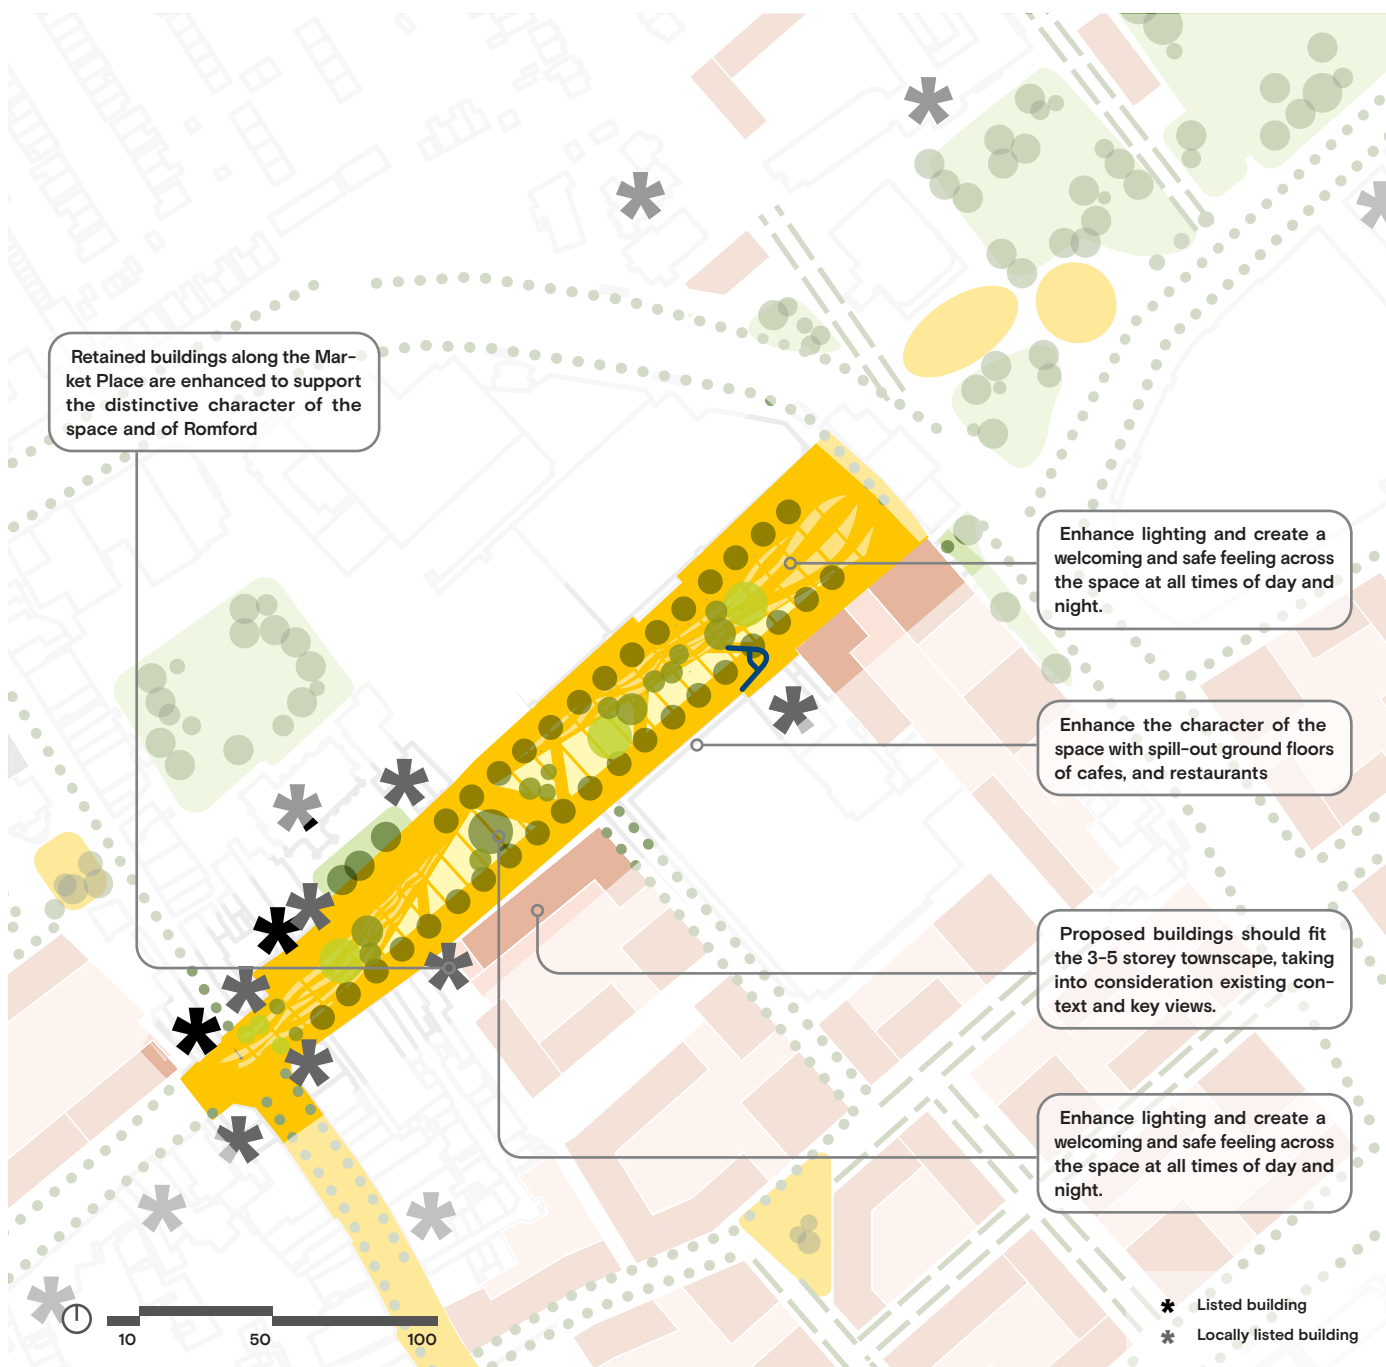 Retained buildings along the Mar-
ket Place are enhanced to support
the distinctive character of the
space and of Romford
Enhance lighting and create a
welcoming and safe feeling across
the space at all times of day and
night.
Enhance the character of the
space with spill-out ground floors
of cafes, and restaurants
Proposed buildings should fit
the 3-5 storey townscape, taking
into consideration existing con-
text and key views.
Enhance lighting and create a
welcoming and safe feeling across
the space at all times of day and
night.
10 50 100
Listed building
Locally listed building